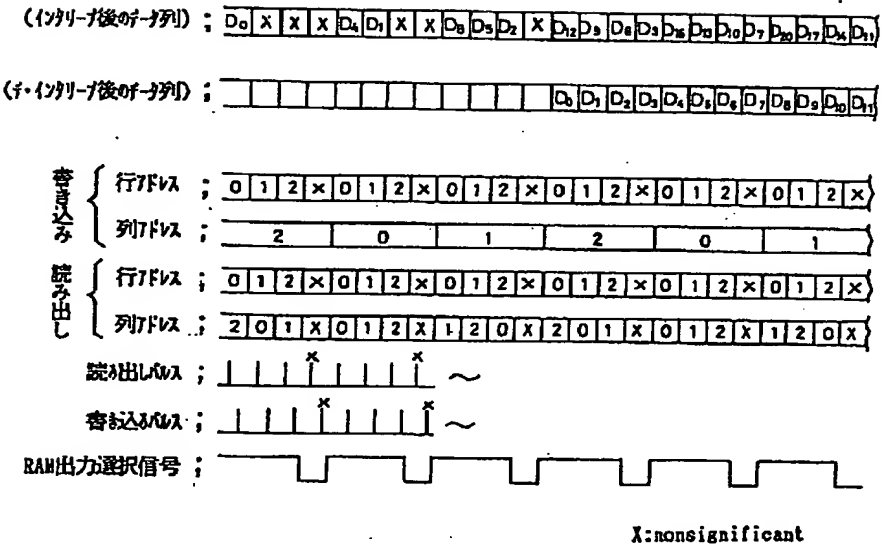 (インタリーブ後のデータ列) ; D0 X X X D4 D1 X X D8 D5 D2 X D12 D9 D6 D3 D16 D13 D10 D7 D20 D17 D14 D11
(デ・インタリーブ後のデータ列) ; D0 D1 D2 D3 D4 D5 D6 D7 D8 D9 D10 D11
書き込み
行アドレス ; 0 1 2 × 0 1 2 × 0 1 2 × 0 1 2 × 0 1 2 × 0 1 2 ×
列アドレス ; 2 0 1 2 0 1
読み出し
行アドレス ; 0 1 2 × 0 1 2 × 0 1 2 × 0 1 2 × 0 1 2 × 0 1 2 ×
列アドレス ; 2 0 1 X 0 1 2 X 1 2 0 X 2 0 1 X 0 1 2 X 1 2 0 X
読み出しパルス ; × × ~
書き込みパルス ; × × ~
RAM出力選択信号 ;
X:nonsignificant